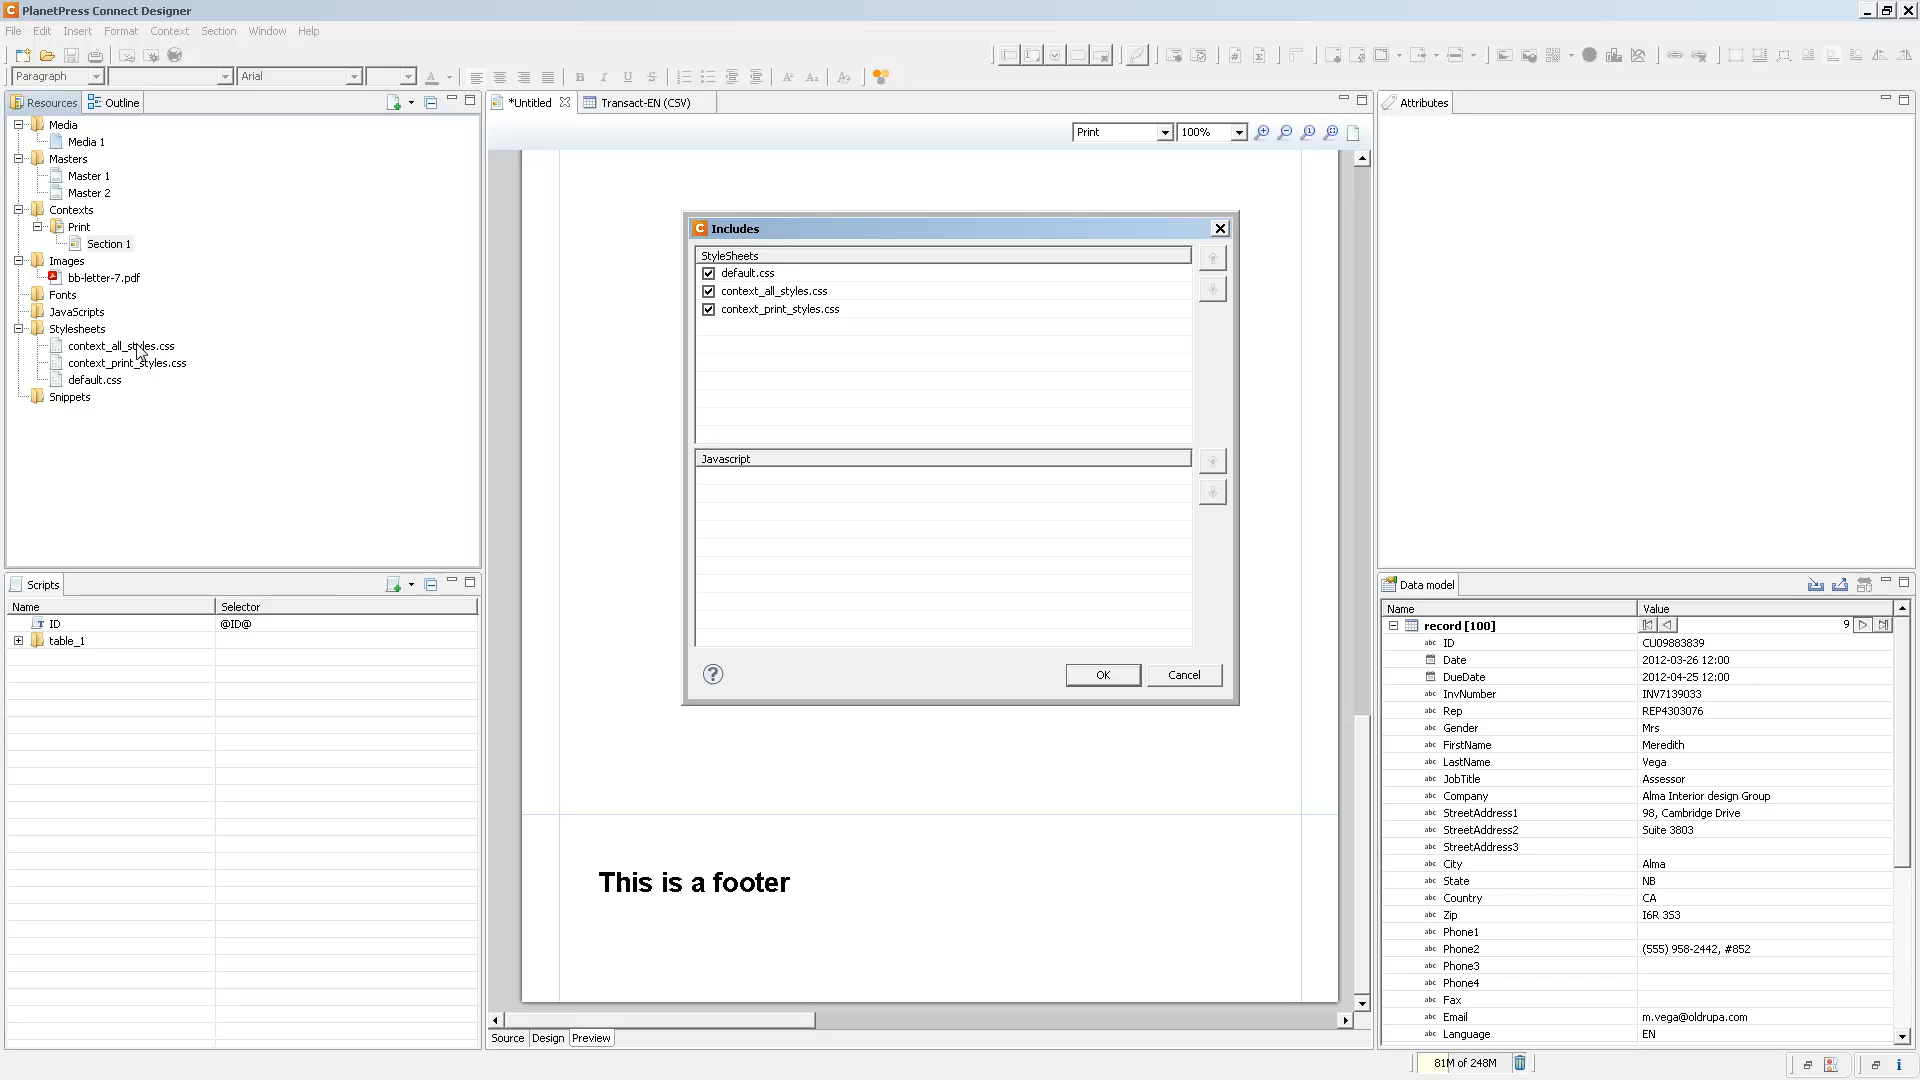 PlanetPress Connect Designer
File Edit Insert Format Context Section Window Help
Paragraph Arial
Resources Outline
Media
Media 1
Masters
Master 1
Master 2
Contexts
Print
Section 1
Images
bb-letter-7.pdf
Fonts
JavaScripts
Stylesheets
context_all_styles.css
context_print_styles.css
default.css
Snippets
Scripts
Name Selector
ID @ID@
table_1
*Untitled Transact-EN (CSV)
Print 100%
Includes
StyleSheets
default.css
context_all_styles.css
context_print_styles.css
Javascript
OK Cancel
This is a footer
Source Design Preview
Attributes
Data model
Name Value
record [100] 9
ID CU09883839
Date 2012-03-26 12:00
DueDate 2012-04-25 12:00
InvNumber INV7139033
Rep REP4303076
Gender Mrs
FirstName Meredith
LastName Vega
JobTitle Assessor
Company Alma Interior design Group
StreetAddress1 98, Cambridge Drive
StreetAddress2 Suite 3803
StreetAddress3
City Alma
State NB
Country CA
Zip I6R 3S3
Phone1
Phone2 (555) 958-2442, #852
Phone3
Phone4
Fax
Email m.vega@oldrupa.com
Language EN
81M of 248M